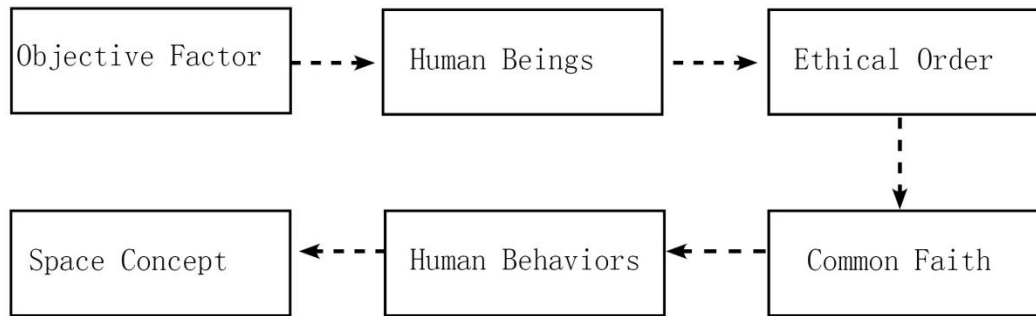 Objective Factor
Human Beings
Ethical Order
Space Concept
Human Behaviors
Common Faith